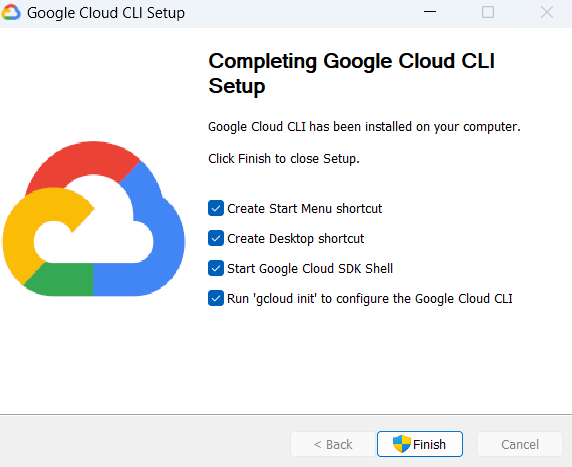 Google Cloud CLI Setup
Completing Google Cloud CLI
Setup
Google Cloud CLI has been installed on your computer.
Click Finish to close Setup.
Create Start Menu shortcut
Create Desktop shortcut
Start Google Cloud SDK Shell
Run 'gcloud init' to configure the Google Cloud CLI
< Back
Finish
Cancel